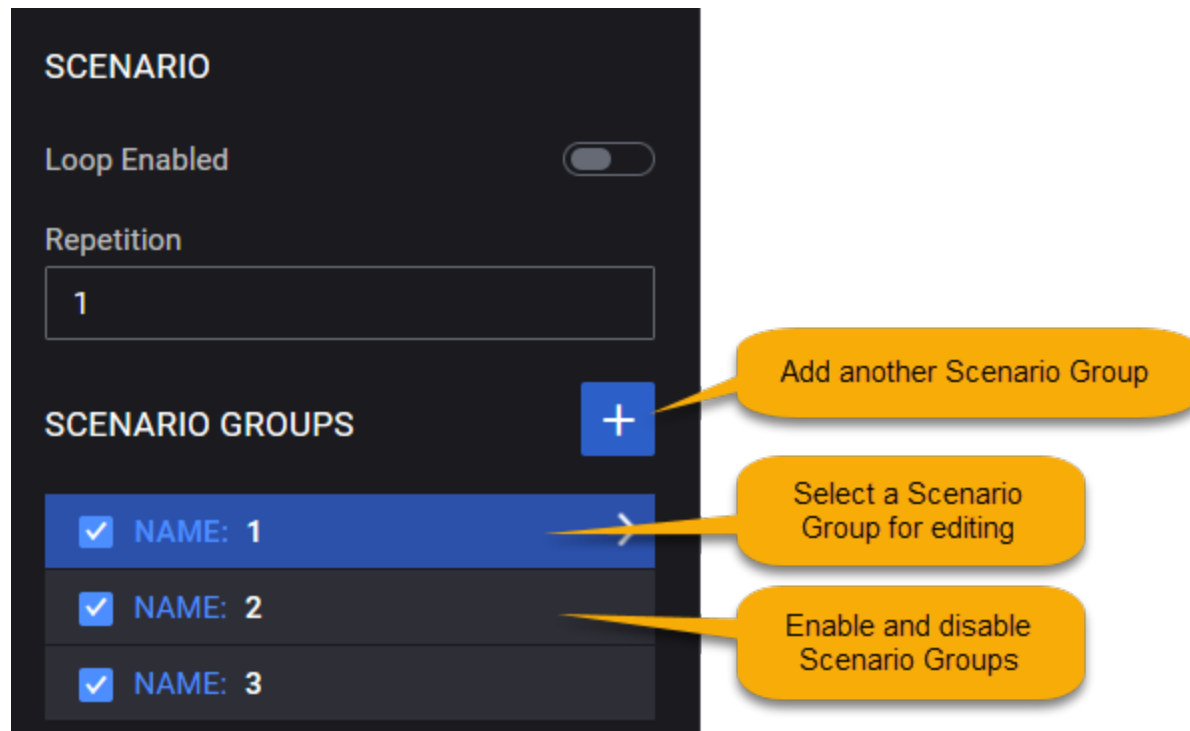 SCENARIO
Loop Enabled
Repetition
1
Add another Scenario Group
SCENARIO GROUPS
+
Select a Scenario
Group for editing
NAME: 1
NAME: 2
Enable and disable
Scenario Groups
NAME: 3